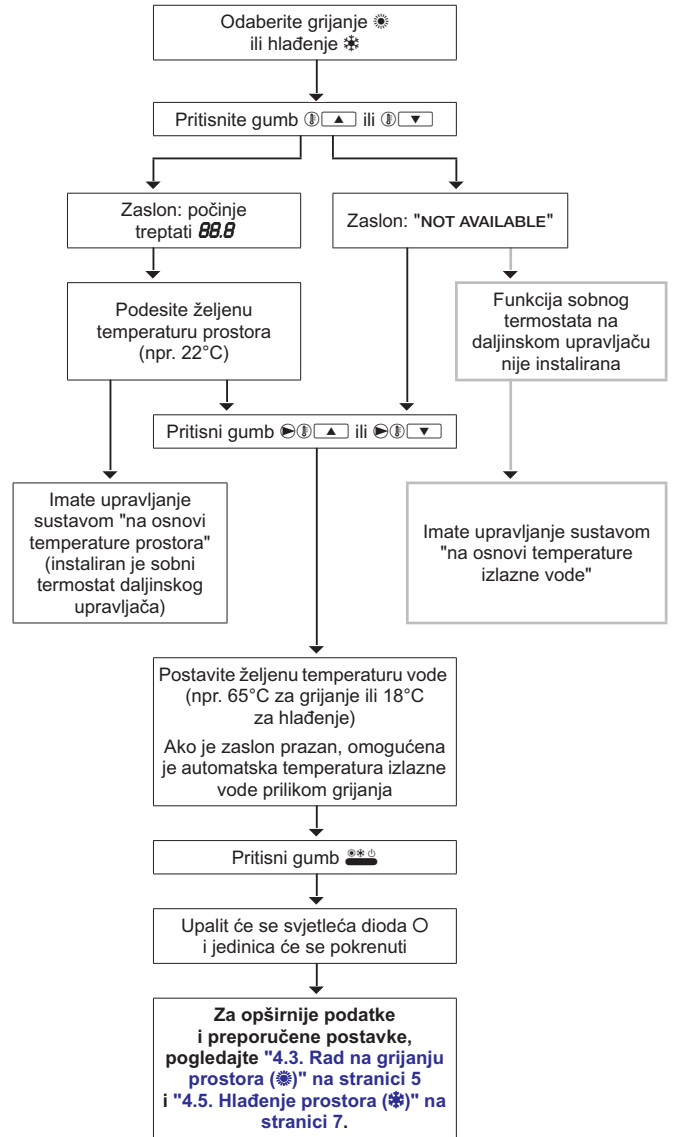 Odaberite grijanje ☀
ili hlađenje ❄
Pritisnite gumb ▲ ili ▼
Zaslon: počinje
treptati 88.8
Zaslon: "NOT AVAILABLE"
Podesite željenu
temperaturu prostora
(npr. 22°C)
Funkcija sobnog
termostata na
daljinskom upravljaču
nije instalirana
Pritisni gumb ▲ ili ▼
Imate upravljanje
sustavom "na osnovi
temperature prostora"
(instaliran je sobni
termostat daljinskog
upravljača)
Imate upravljanje sustavom
"na osnovi temperature
izlazne vode"
Postavite željenu temperaturu vode
(npr. 65°C za grijanje ili 18°C
za hlađenje)
Ako je zaslon prazan, omogućena
je automatska temperatura izlazne
vode prilikom grijanja
Pritisni gumb
Upalit će se svjetleća dioda O
i jedinica će se pokrenuti
Za opširnije podatke
i preporučene postavke,
pogledajte "4.3. Rad na grijanju
prostora (☀)" na stranici 5
i "4.5. Hlađenje prostora (❄)" na
stranici 7.